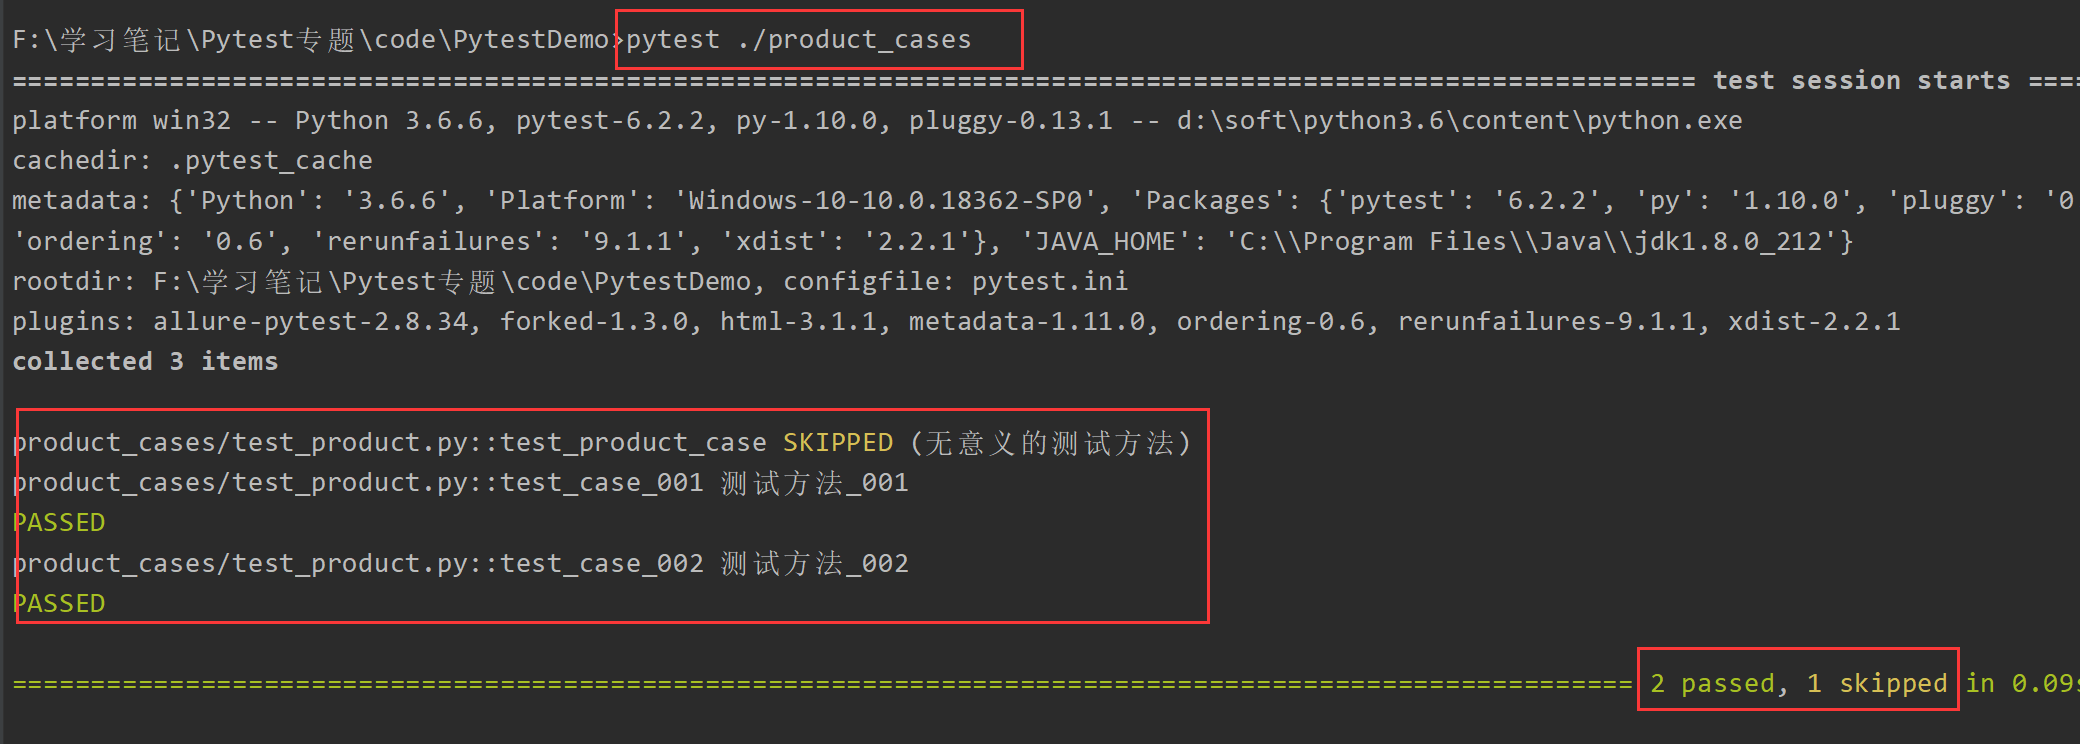 F:\学习笔记\Pytest专题\code\PytestDemo>pytest ./product_cases
============================================================================================================ test session starts ====
platform win32 -- Python 3.6.6, pytest-6.2.2, py-1.10.0, pluggy-0.13.1 -- d:\soft\python3.6\content\python.exe
cachedir: .pytest_cache
metadata: {'Python': '3.6.6', 'Platform': 'Windows-10-10.0.18362-SP0', 'Packages': {'pytest': '6.2.2', 'py': '1.10.0', 'pluggy': '0
'ordering': '0.6', 'rerunfailures': '9.1.1', 'xdist': '2.2.1'}, 'JAVA_HOME': 'C:\\Program Files\\Java\\jdk1.8.0_212'}
rootdir: F:\学习笔记\Pytest专题\code\PytestDemo, configfile: pytest.ini
plugins: allure-pytest-2.8.34, forked-1.3.0, html-3.1.1, metadata-1.11.0, ordering-0.6, rerunfailures-9.1.1, xdist-2.2.1
collected 3 items
product_cases/test_product.py::test_product_case SKIPPED (无意义的测试方法)
product_cases/test_product.py::test_case_001 测试方法_001
PASSED
product_cases/test_product.py::test_case_002 测试方法_002
PASSED
======================================================================================================= 2 passed, 1 skipped in 0.09s